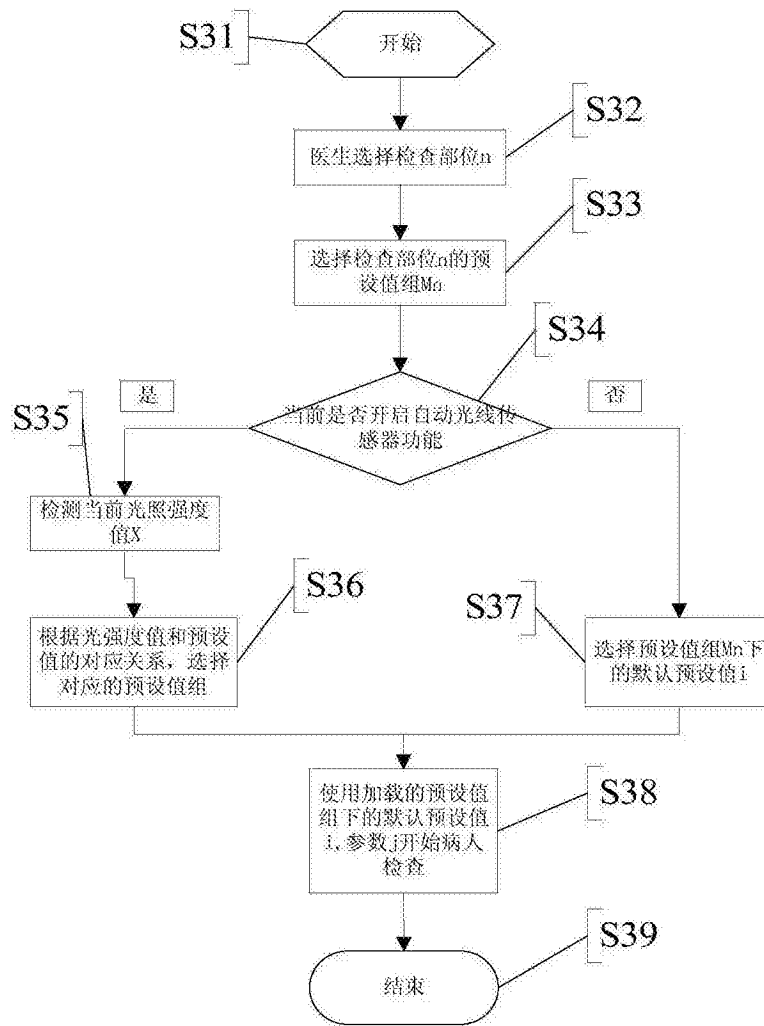 S31
开始
S32
医生选择检查部位n
S33
选择检查部位n的预
设值组Mn
S34
是
否
当前是否开启自动光线传
感器功能
S35
检测当前光照强度
值X
S36
根据光强度值和预设
值的对应关系,选择
对应的预设值组
S37
选择预设值组Mn下
的默认预设值i
S38
使用加载的预设值
组下的默认预设值
i,参数j开始病人
检查
S39
结束